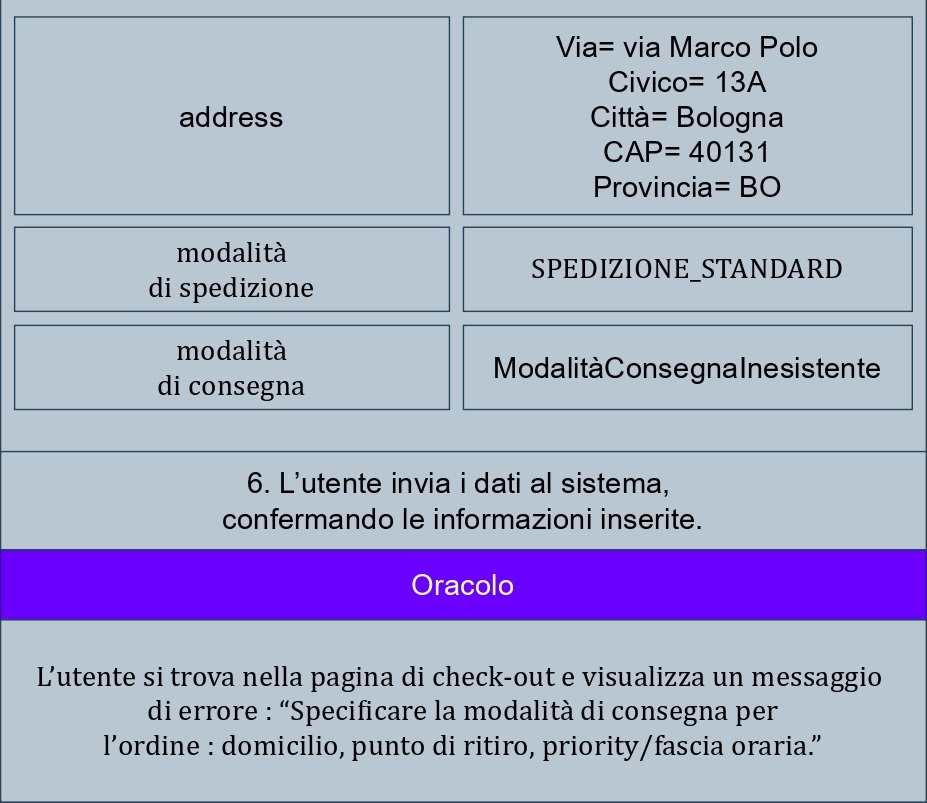 address
Via= via Marco Polo
Civico= 13A
Città= Bologna
CAP= 40131
Provincia= BO
modalità
di spedizione
SPEDIZIONE_STANDARD
modalità
di consegna
ModalitàConsegnaInesistente
6. L’utente invia i dati al sistema,
confermando le informazioni inserite.
Oracolo
L’utente si trova nella pagina di check-out e visualizza un messaggio
di errore : “Specificare la modalità di consegna per
l’ordine : domicilio, punto di ritiro, priority/fascia oraria.”